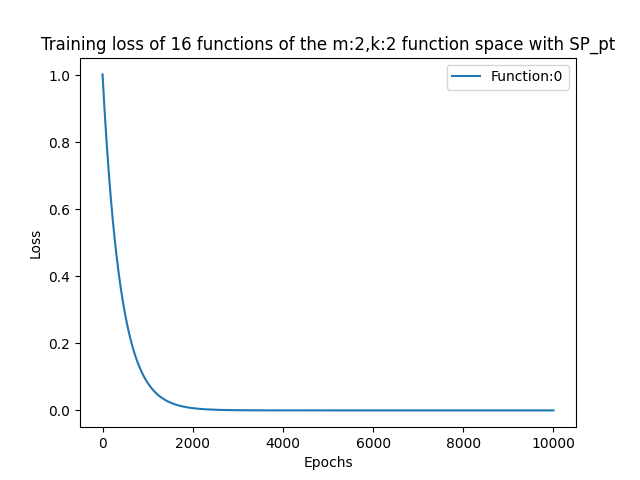 Training loss of 16 functions of the m:2,k:2 function space with SP_pt
Function:0
1.0
0.8
0.6
0.4
0.2
0.0
Loss
0 2000 4000 6000 8000 10000
Epochs